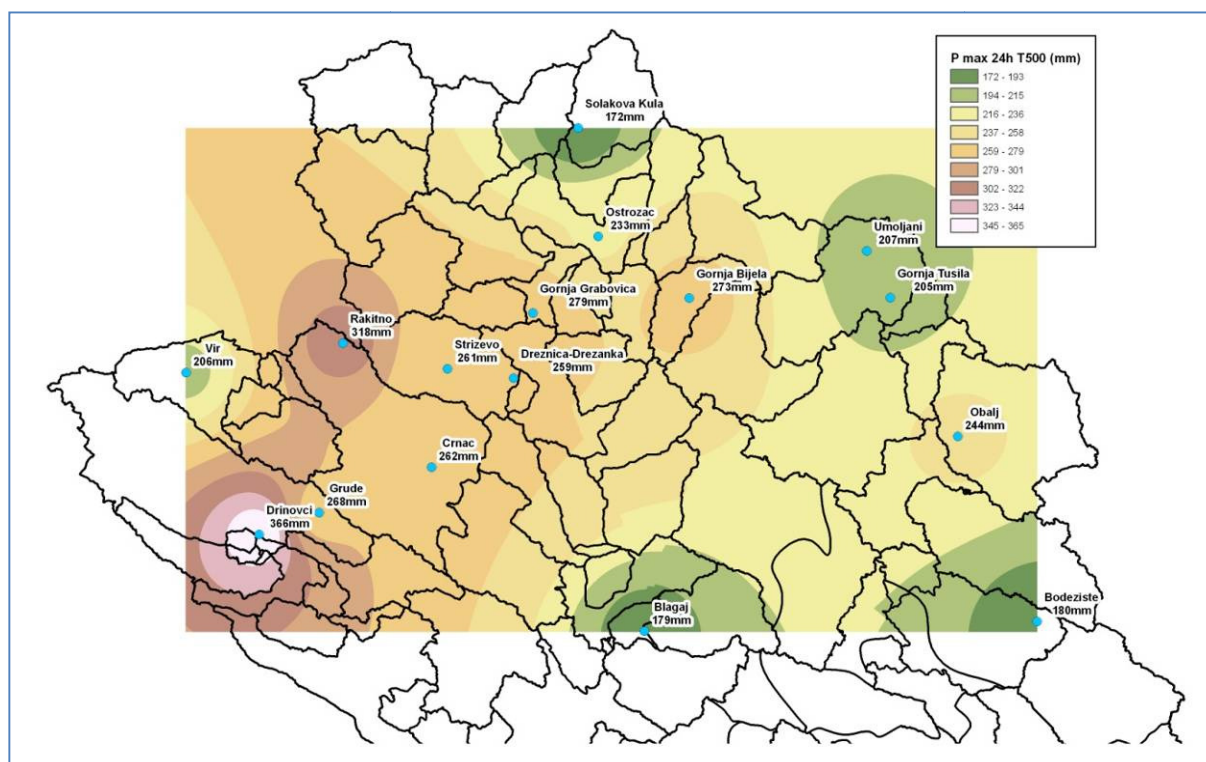 P max 24h T500 (mm)
172 - 193
194 - 215
216 - 236
237 - 258
259 - 279
279 - 301
302 - 322
323 - 344
345 - 365
Solakova Kula
172mm
Ostrozac
233mm
Umoljani
207mm
Gornja Bijela
273mm
Gornja Tusila
205mm
Gornja Grabovica
279mm
Rakitno
318mm
Vir
206mm
Strizevo
261mm
Dreznica-Drezanka
259mm
Obalj
244mm
Crnac
262mm
Grude
268mm
Drinovci
366mm
Blagaj
179mm
Bodeziste
180mm